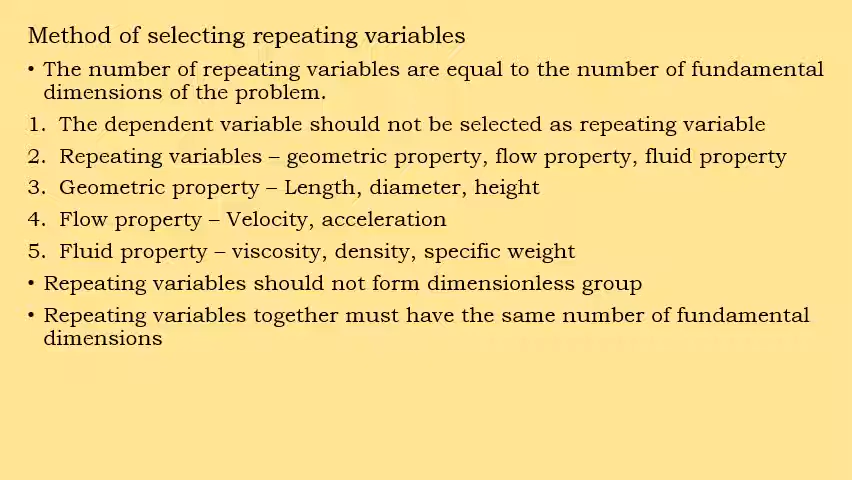 Method of selecting repeating variables
• The number of repeating variables are equal to the number of fundamental
dimensions of the problem.
1. The dependent variable should not be selected as repeating variable
2. Repeating variables – geometric property, flow property, fluid property
3. Geometric property – Length, diameter, height
4. Flow property – Velocity, acceleration
5. Fluid property – viscosity, density, specific weight
• Repeating variables should not form dimensionless group
• Repeating variables together must have the same number of fundamental
dimensions